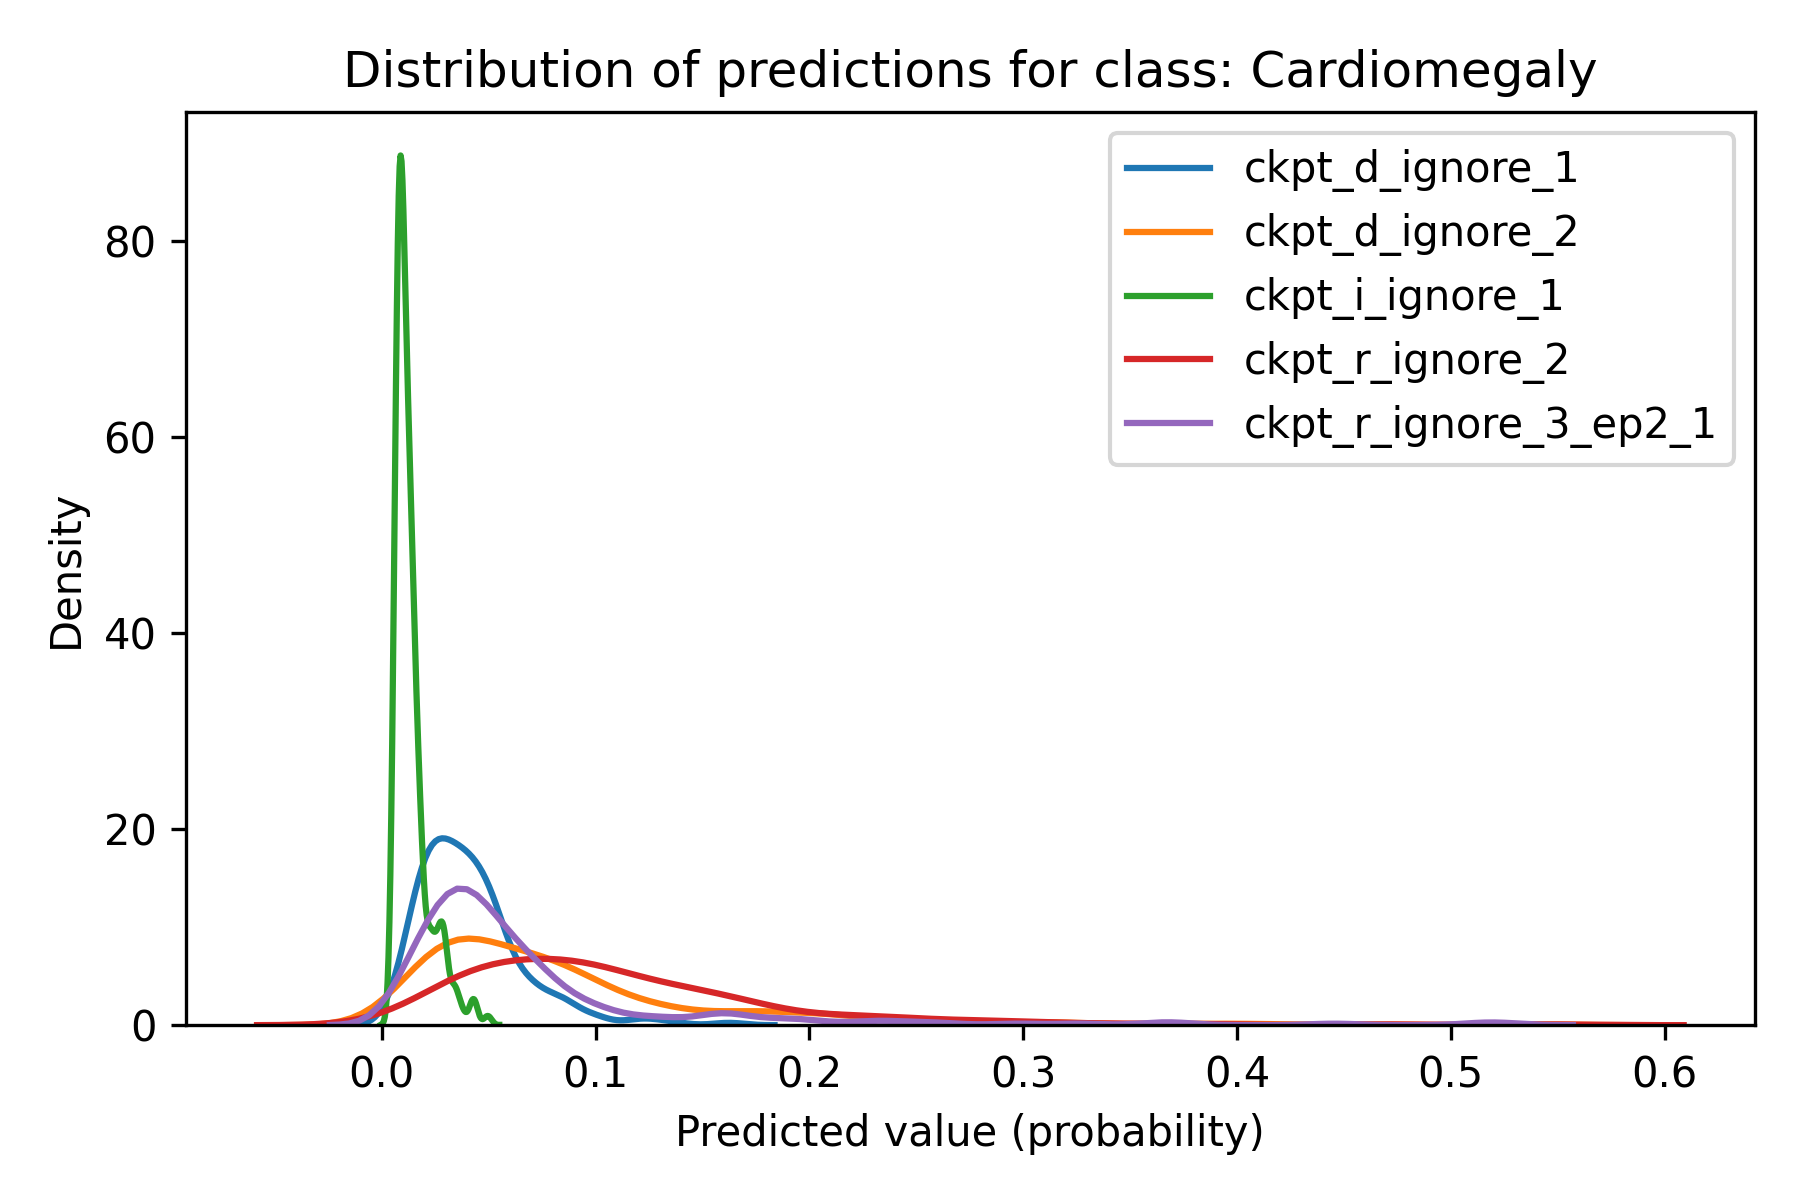 Distribution of predictions for class: Cardiomegaly
ckpt_d_ignore_1
ckpt_d_ignore_2
ckpt_i_ignore_1
ckpt_r_ignore_2
ckpt_r_ignore_3_ep2_1
Density
80
60
40
20
0
0.0 0.1 0.2 0.3 0.4 0.5 0.6
Predicted value (probability)